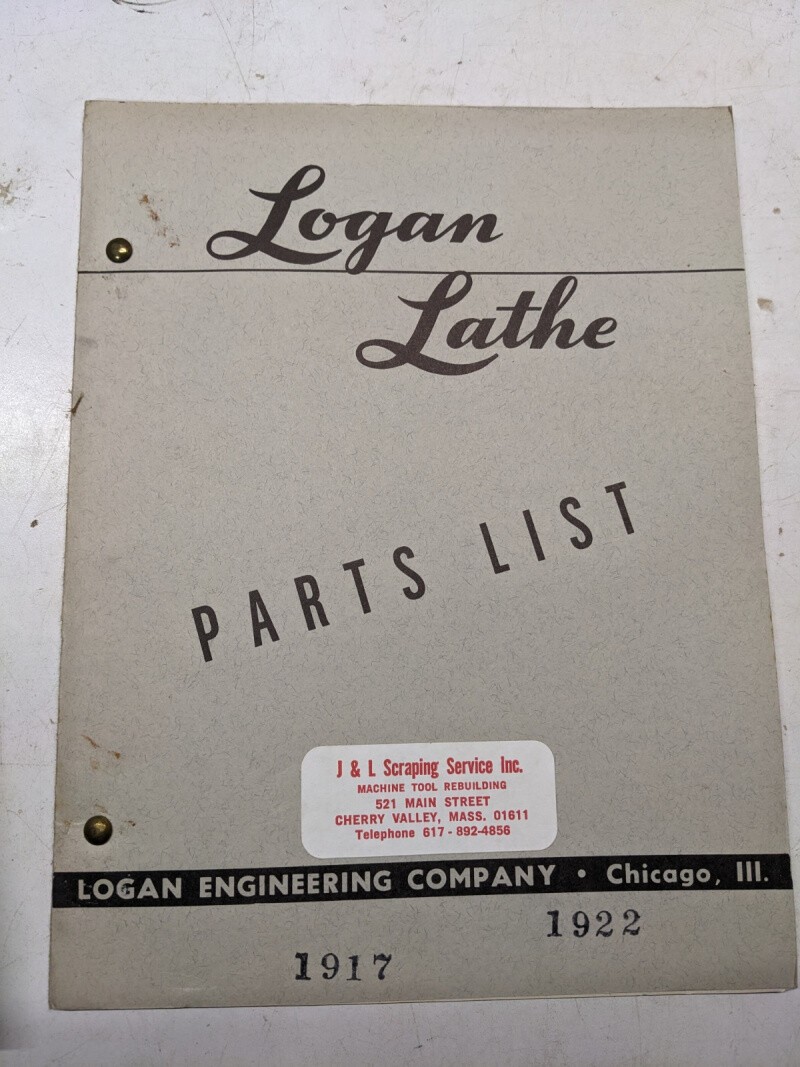 Logan
Lathe
PARTS LIST
J & L Scraping Service Inc.
MACHINE TOOL REBUILDING
521 MAIN STREET
CHERRY VALLEY, MASS. 01611
Telephone 617-892-4856
LOGAN ENGINEERING COMPANY • Chicago, Ill.
1922
1917